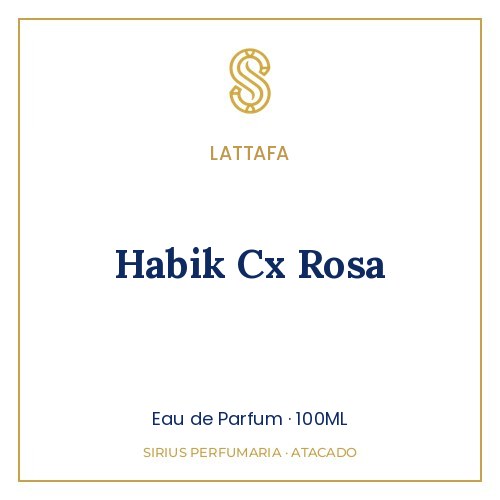 LATTAFA
Habik Cx Rosa
Eau de Parfum · 100ML
SIRIUS PERFUMARIA · ATACADO